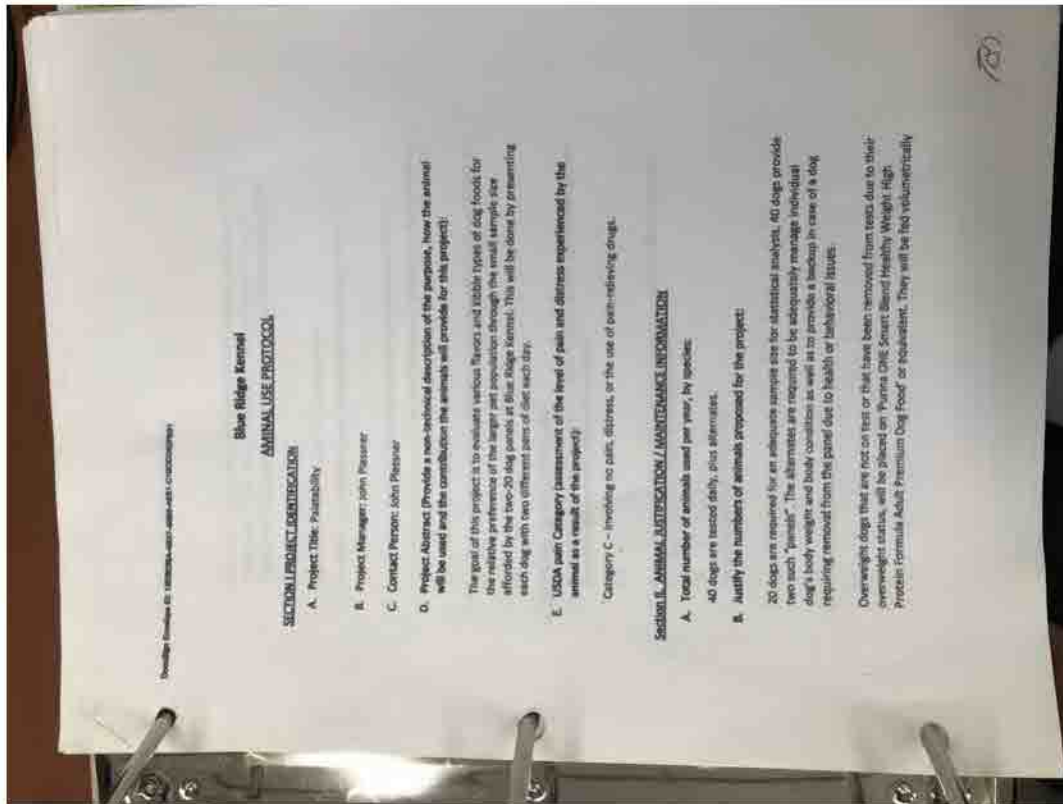 Blue Ridge Kennel
AMINAL USE PROTOCOL
SECTION I PROJECT IDENTIFICATION
A. Project Title: Palatability
B. Project Manager: John Plessner
C. Contact Person: John Plessner
D. Project Abstract (Provide a non-technical description of the purpose, how the animal
will be used and the contribution the animals will provide for this project):
The goal of this project is to evaluate various flavors and kibble types of dog foods for
the relative preference of the larger pet population through the small sample size
afforded by the two-20 dog panels at Blue Ridge Kennel. This will be done by presenting
each dog with two different pans of diet each day.
E. USDA pain Category (assessment of the level of pain and distress experienced by the
animal as a result of the project):
Category C – Involving no pain, distress, or the use of pain-relieving drugs.
Section II. ANIMAL JUSTIFICATION / MAINTENANCE INFORMATION
A. Total number of animals used per year, by species:
40 dogs are tested daily, plus alternates.
B. Justify the numbers of animals proposed for the project:
20 dogs are required for an adequate sample size for statistical analysis, 40 dogs provide
two such "panels". The alternates are required to be adequately manage individual
dog's body weight and body condition as well as to provide a backup in case of a dog
requiring removal from the panel due to health or behavioral issues.
Overweight dogs that are not on test or that have been removed from tests due to their
overweight status, will be placed on 'Purina ONE Smart Blend Healthy Weight High
Protein Formula Adult Premium Dog Food' or equivalent. They will be fed volumetrically